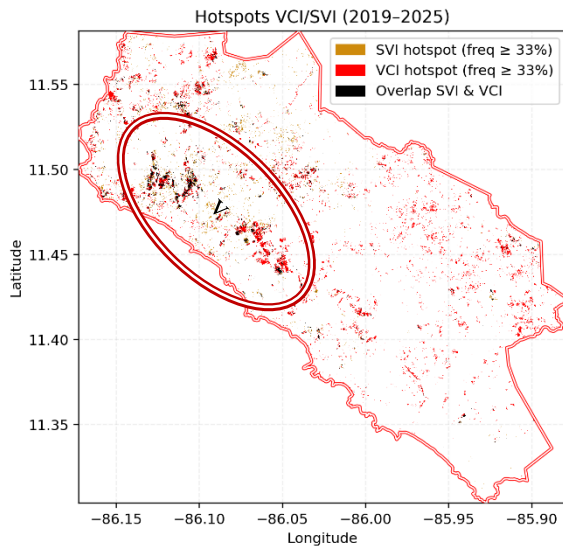 Hotspots VCI/SVI (2019–2025)
SVI hotspot (freq ≥ 33%)
VCI hotspot (freq ≥ 33%)
Overlap SVI & VCI
11.55
11.50
11.45
11.40
11.35
V
Latitude
−86.15 −86.10 −86.05 −86.00 −85.95 −85.90
Longitude